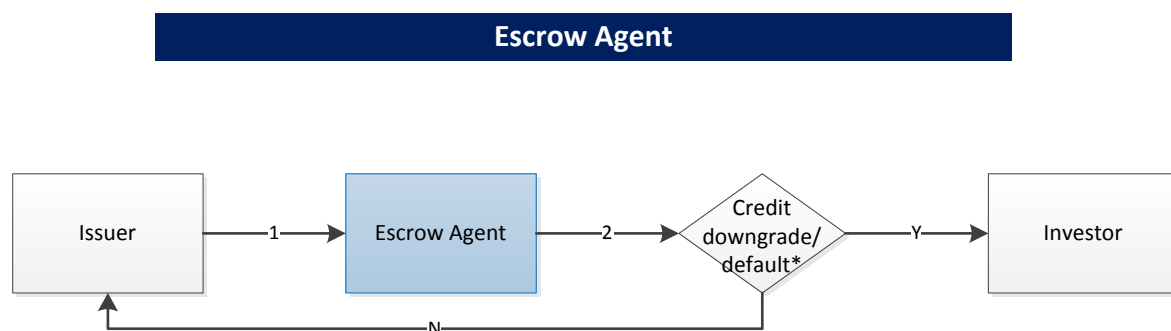 Escrow Agent
Issuer
1
Escrow Agent
2
Credit
downgrade/
default*
Y
Investor
N